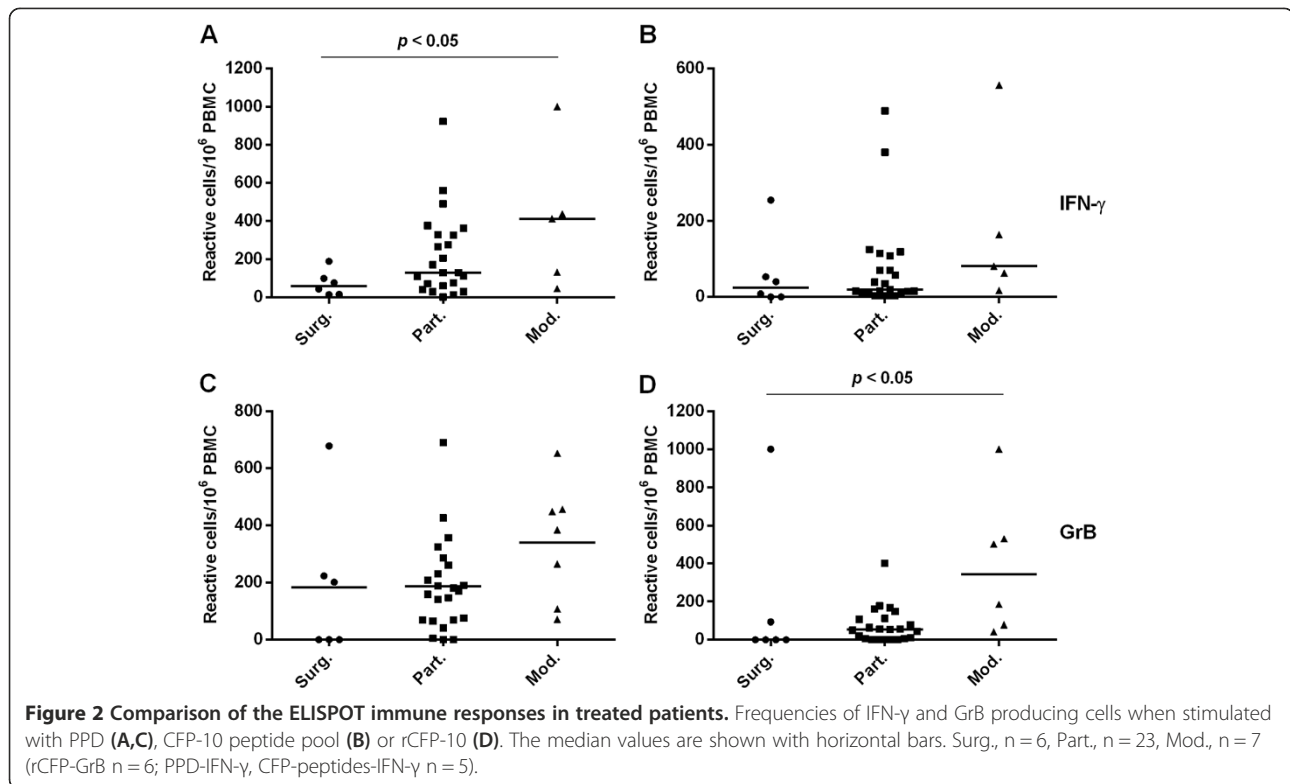 A
p < 0.05
Reactive cells/10⁶ PBMC
1200
1000
800
600
400
200
0
Surg.
Part.
Mod.
B
Reactive cells/10⁶ PBMC
600
400
200
0
Surg.
Part.
Mod.
IFN-γ
C
Reactive cells/10⁶ PBMC
800
600
400
200
0
Surg.
Part.
Mod.
D
p < 0.05
Reactive cells/10⁶ PBMC
1200
1000
800
600
400
200
0
Surg.
Part.
Mod.
GrB
Figure 2 Comparison of the ELISPOT immune responses in treated patients. Frequencies of IFN-γ and GrB producing cells when stimulated
with PPD (A,C), CFP-10 peptide pool (B) or rCFP-10 (D). The median values are shown with horizontal bars. Surg., n = 6, Part., n = 23, Mod., n = 7
(rCFP-GrB n = 6; PPD-IFN-γ, CFP-peptides-IFN-γ n = 5).